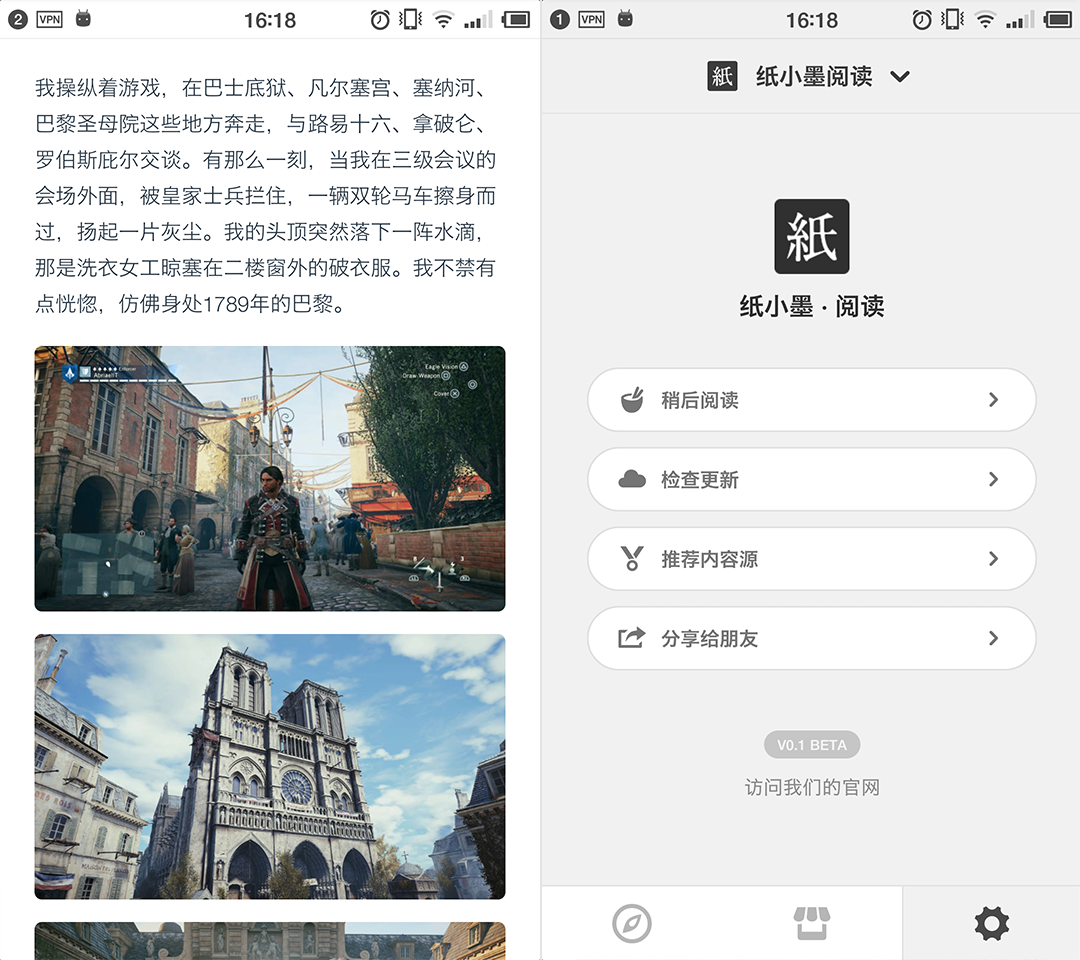 2 VPN 16:18
我操纵着游戏，在巴士底狱、凡尔塞宫、塞纳河、
巴黎圣母院这些地方奔走，与路易十六、拿破仑、
罗伯斯庇尔交谈。有那么一刻，当我在三级会议的
会场外面，被皇家士兵拦住，一辆双轮马车擦身而
过，扬起一片灰尘。我的头顶突然落下一阵水滴，
那是洗衣女工晾塞在二楼窗外的破衣服。我不禁有
点恍惚，仿佛身处1789年的巴黎。
Eagle Vision
Draw Weapon
Cover
1 VPN 16:18
紙 纸小墨阅读
紙
纸小墨 · 阅读
稍后阅读
检查更新
推荐内容源
分享给朋友
V0.1 BETA
访问我们的官网